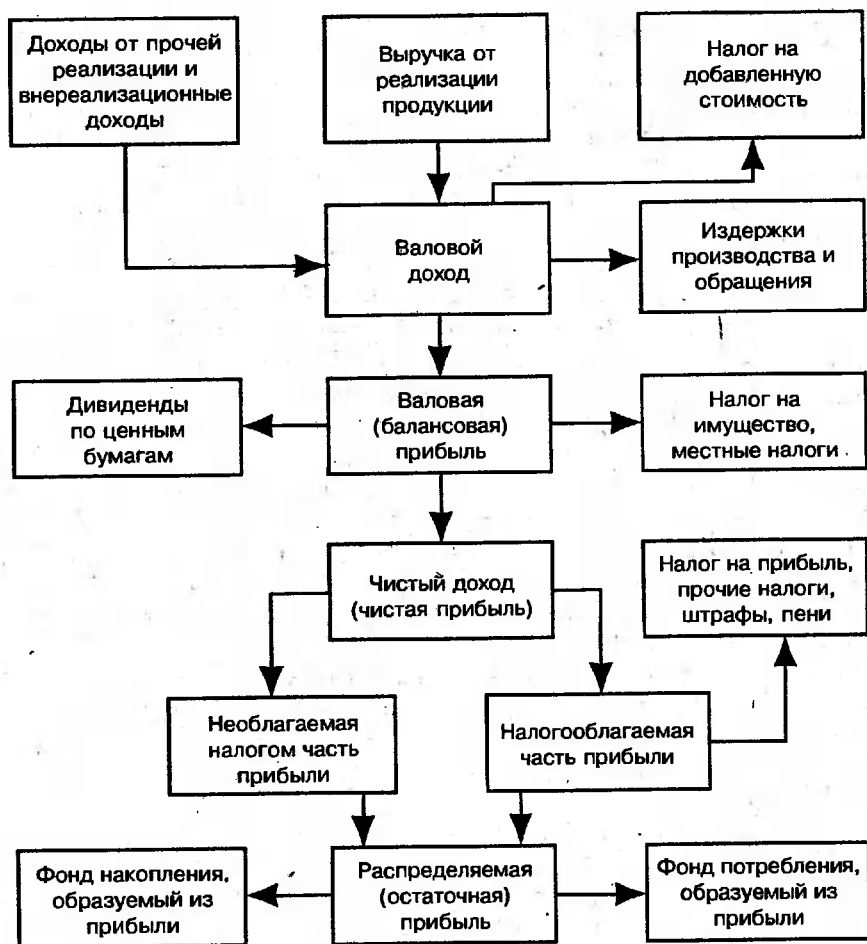 Доходы от прочей
реализации и
внереализационные
доходы
Выручка от
реализации
продукции
Налог на
добавленную
стоимость
Валовой
доход
Издержки
производства и
обращения
Дивиденды
по ценным
бумагам
Валовая
(балансовая)
прибыль
Налог на
имущество,
местные налоги
Чистый доход
(чистая прибыль)
Налог на прибыль,
прочие налоги,
штрафы, пени
Необлагаемая
налогом часть
прибыли
Налогооблагаемая
часть прибыли
Фонд накопления,
образуемый из
прибыли
Распределяемая
(остаточная)
прибыль
Фонд потребления,
образуемый из
прибыли